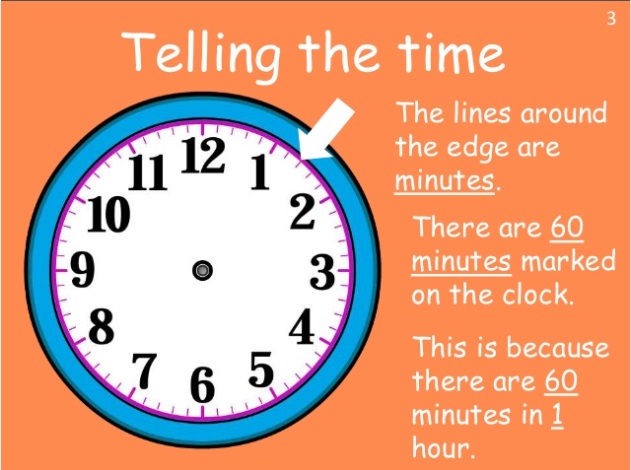 3
Telling the time
The lines around
the edge are
minutes.
There are 60
minutes marked
on the clock.
This is because
there are 60
minutes in 1
hour.
12
1
2
3
4
5
6
7
8
9
10
11